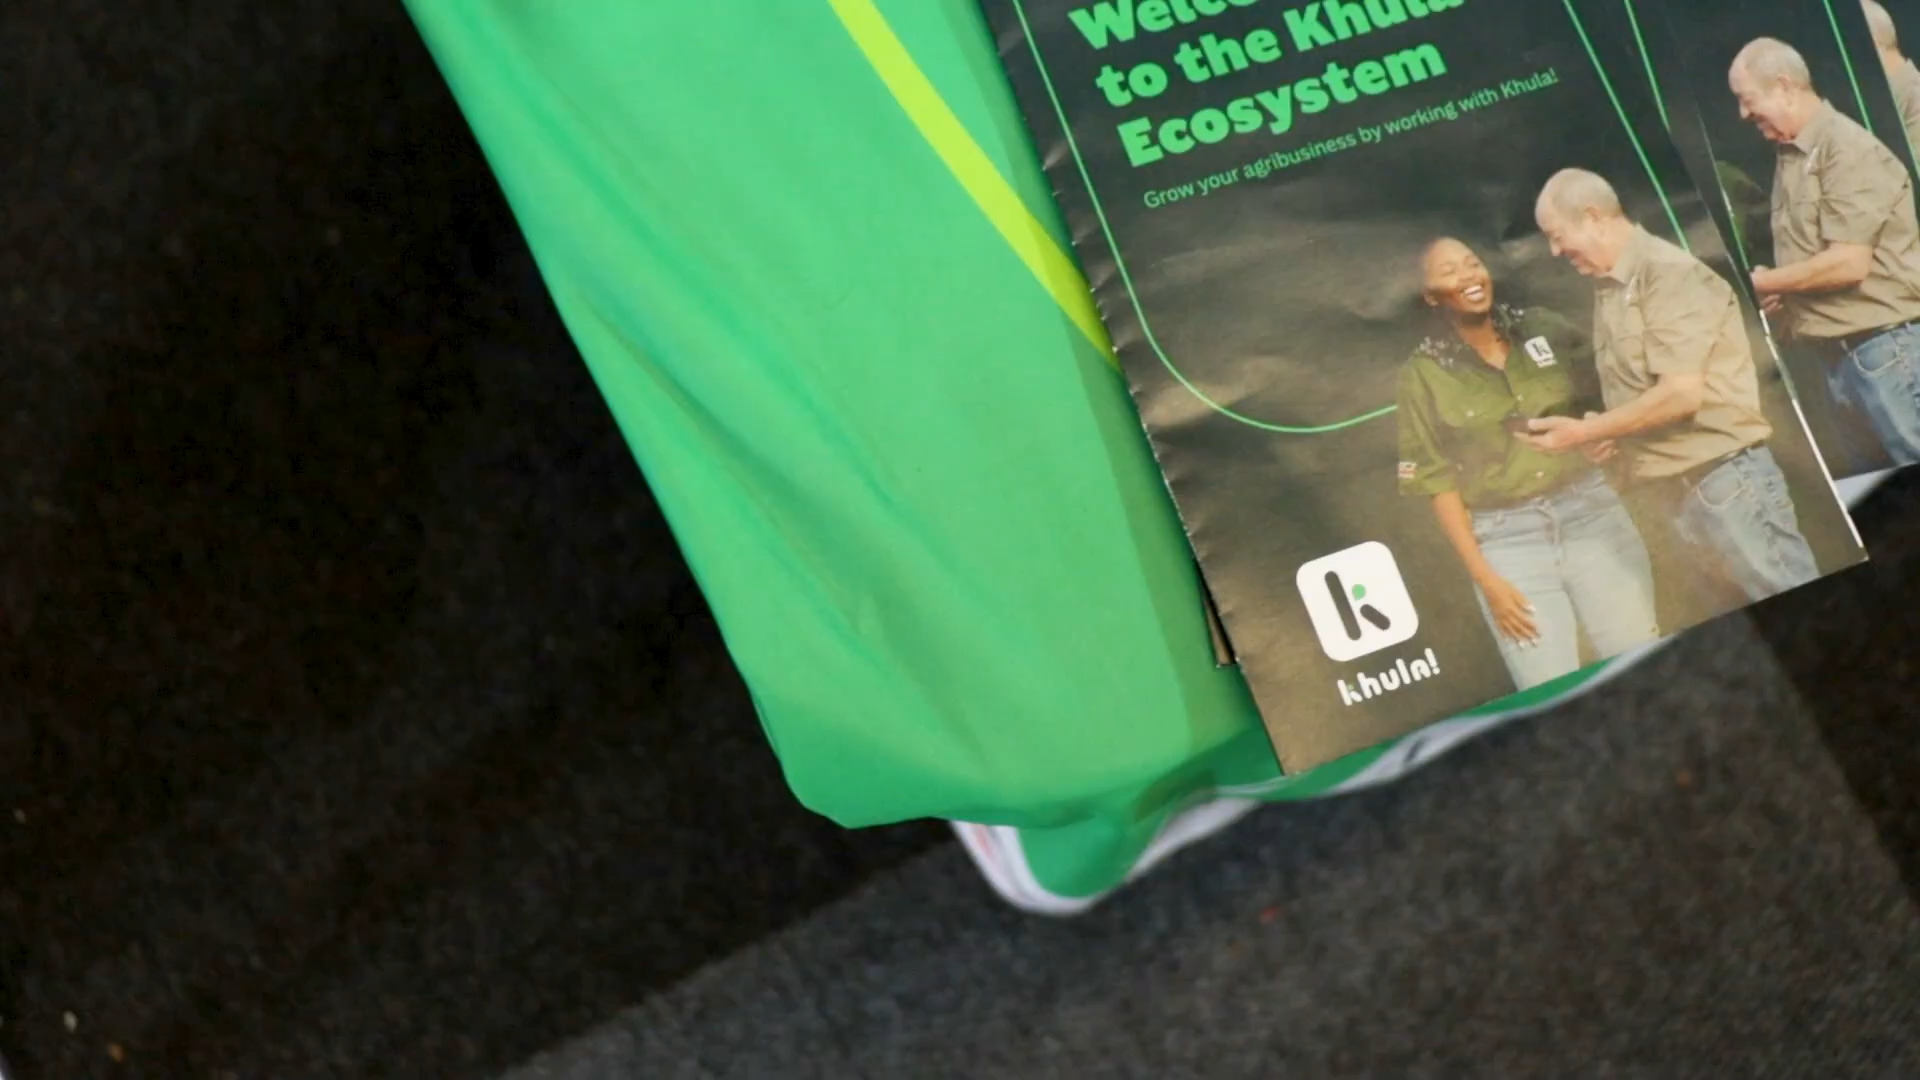 to the Khula
Ecosystem
Grow your agribusiness by working with Khula!
k
khula!